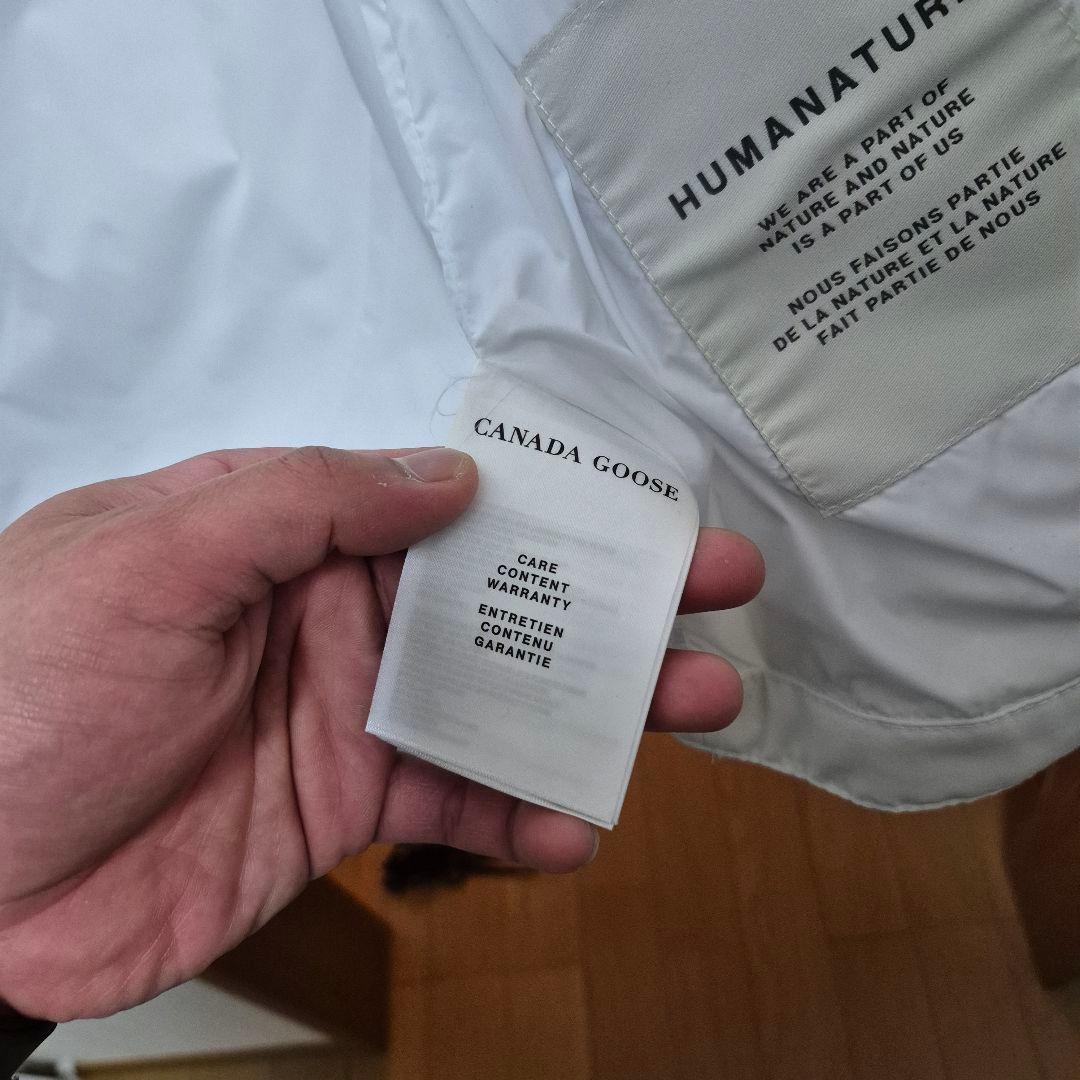 HUMANATUR
WE ARE A PART OF
NATURE AND NATURE
IS A PART OF US
NOUS FAISONS PARTIE
DE LA NATURE ET LA NATURE
FAIT PARTIE DE NOUS
CANADA GOOSE
CARE
CONTENT
WARRANTY
ENTRETIEN
CONTENU
GARANTIE